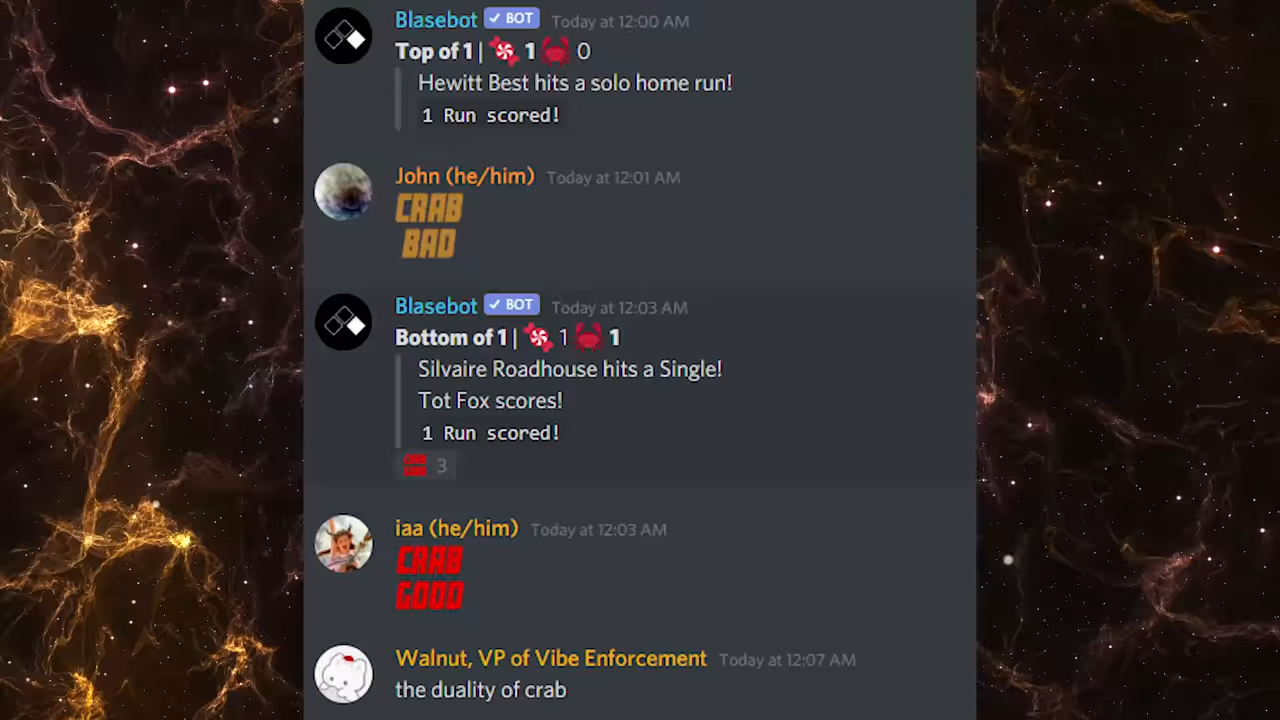 Blasebot ✓ BOT Today at 12:00 AM
Top of 1 | 🍬 1 🦀 0
Hewitt Best hits a solo home run!
1 Run scored!
John (he/him) Today at 12:01 AM
CRAB
BAD
Blasebot ✓ BOT Today at 12:03 AM
Bottom of 1 | 🍬 1 🦀 1
Silvaire Roadhouse hits a Single!
Tot Fox scores!
1 Run scored!
CRAB GOOD 3
iaa (he/him) Today at 12:03 AM
CRAB
GOOD
Walnut, VP of Vibe Enforcement Today at 12:07 AM
the duality of crab